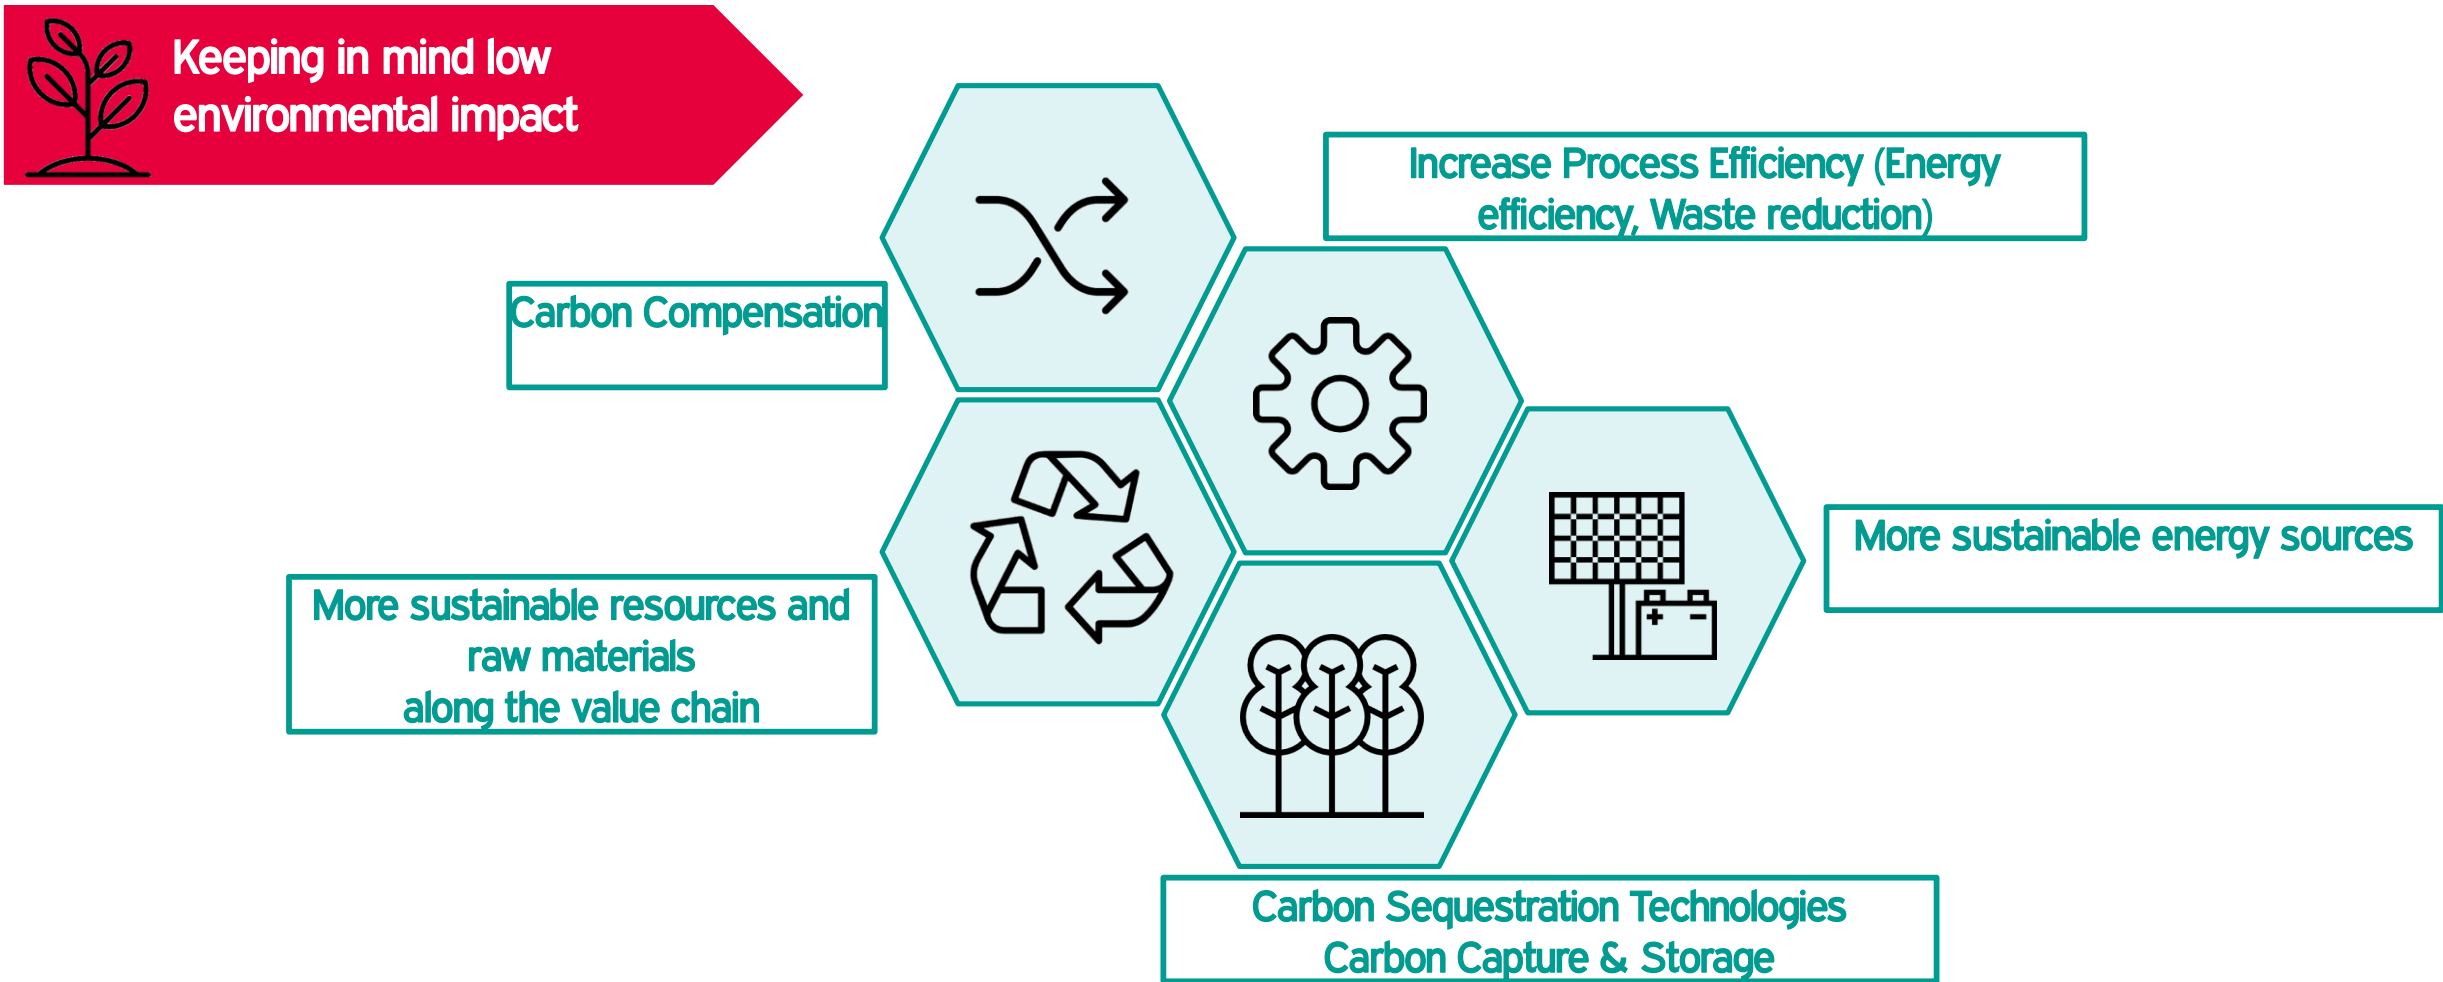 Keeping in mind low
environmental impact
Increase Process Efficiency (Energy
efficiency, Waste reduction)
Carbon Compensation
More sustainable energy sources
More sustainable resources and
raw materials
along the value chain
Carbon Sequestration Technologies
Carbon Capture & Storage